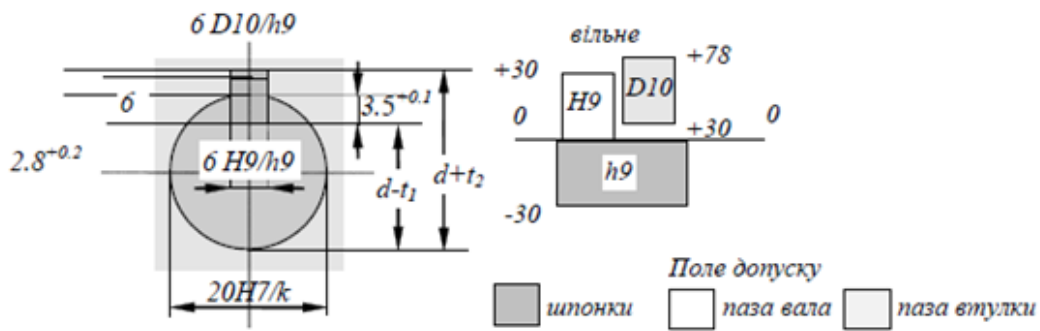 6 D10/h9
6
2.8+0.2
3.5+0.1
6 H9/h9
d-t1
d+t2
20H7/k
вільне
+30
+78
H9
D10
0
+30
0
h9
-30
Поле допуску
шпонки
паза вала
паза втулки